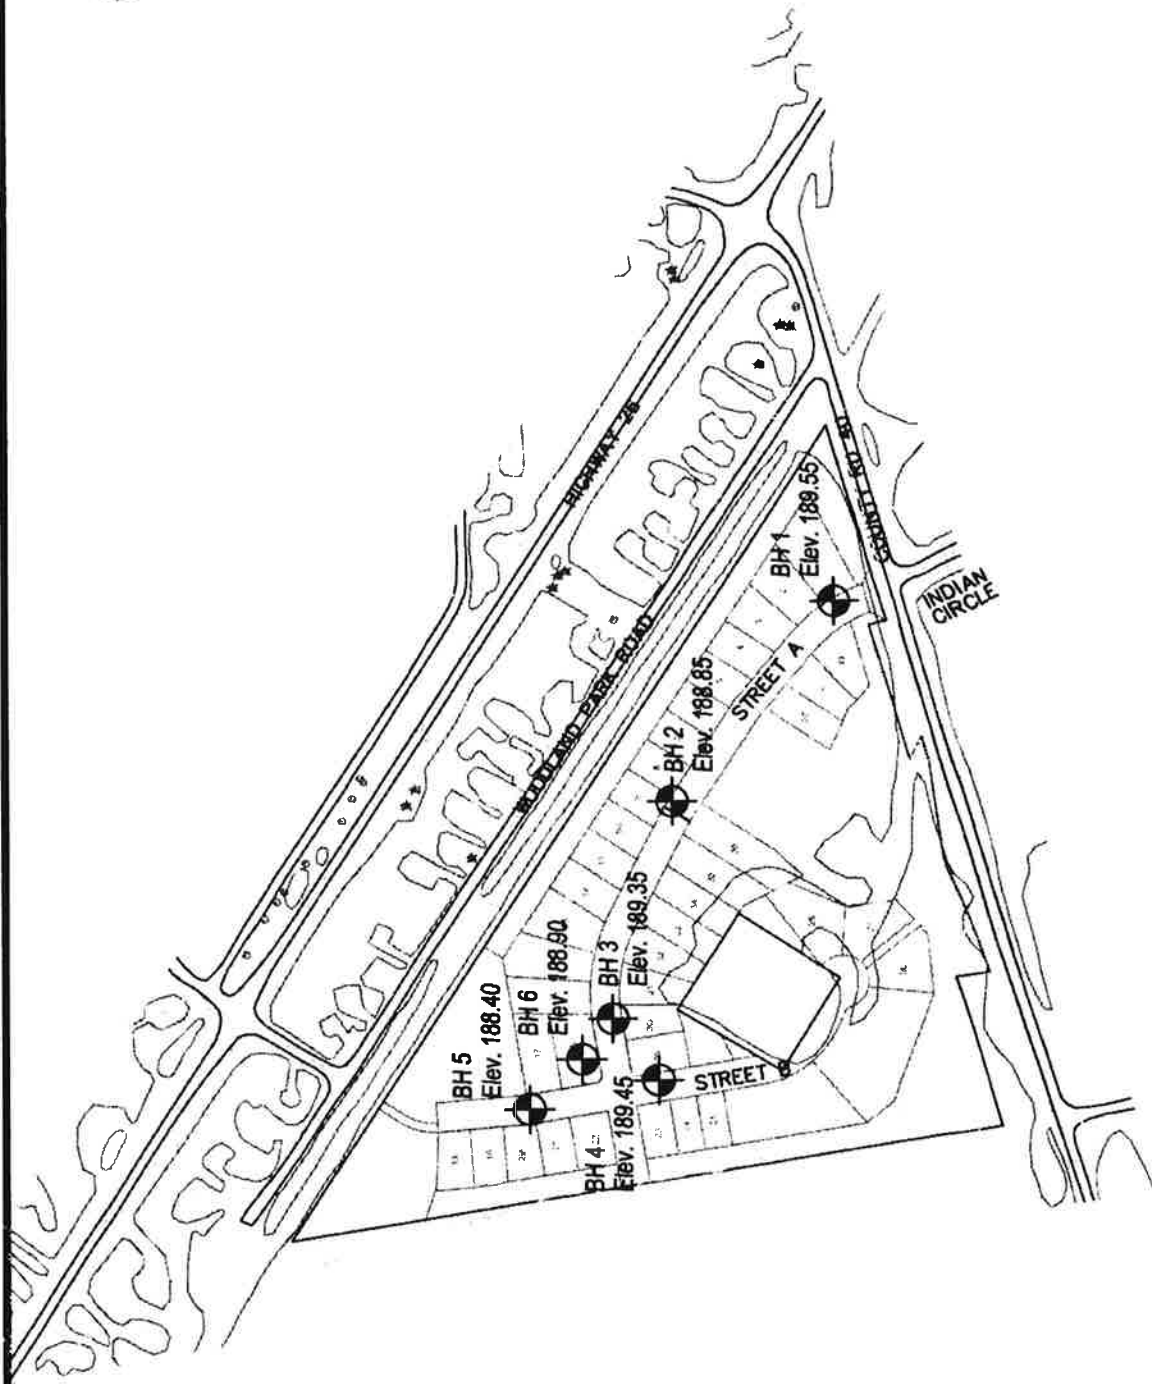 HIGHWAY 26
WOODLAND PARK ROAD
COUNTY RD 40
INDIAN
CIRCLE
BH 1
Elev. 189.55
STREET A
BH 2
Elev. 188.85
BH 3
Elev. 189.35
BH 6
Elev. 188.90
BH 5
Elev. 188.40
BH 4
Elev. 189.45
STREET B